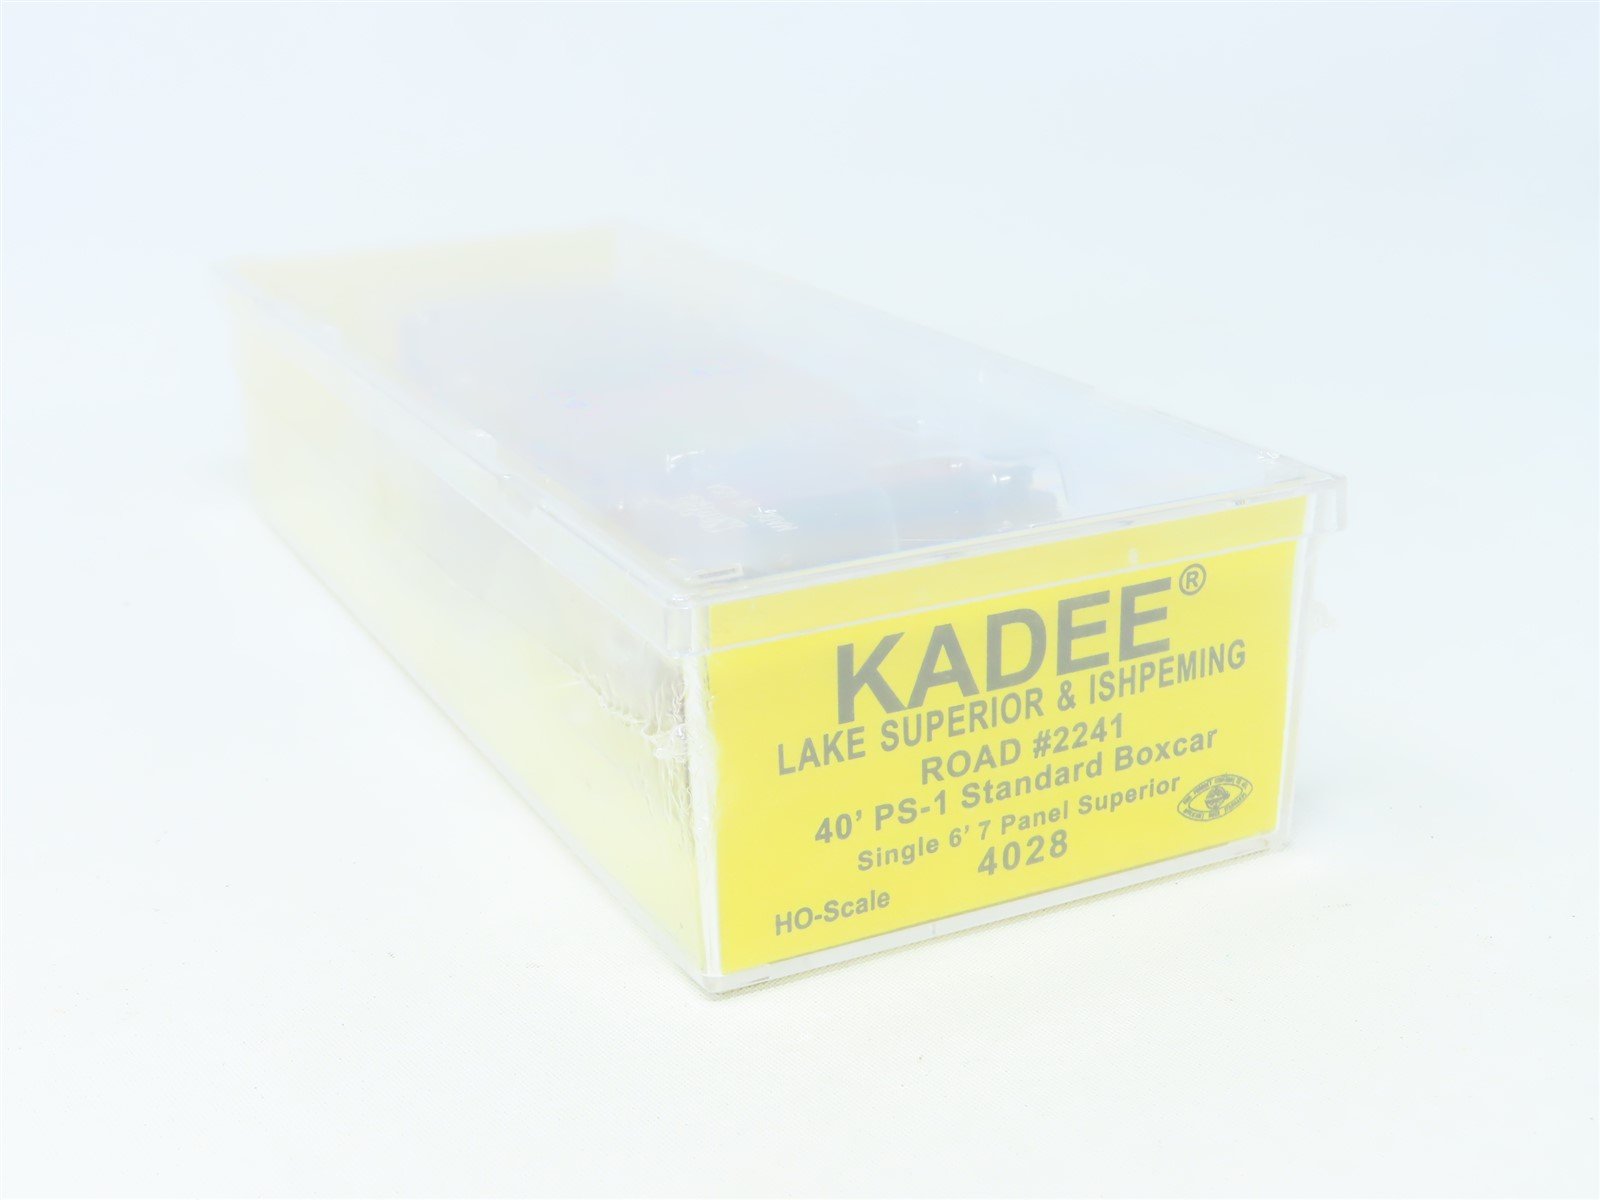 KADEE®
LAKE SUPERIOR & ISHPEMING
ROAD #2241
40' PS-1 Standard Boxcar
Single 6' 7 Panel Superior
4028
HO-Scale